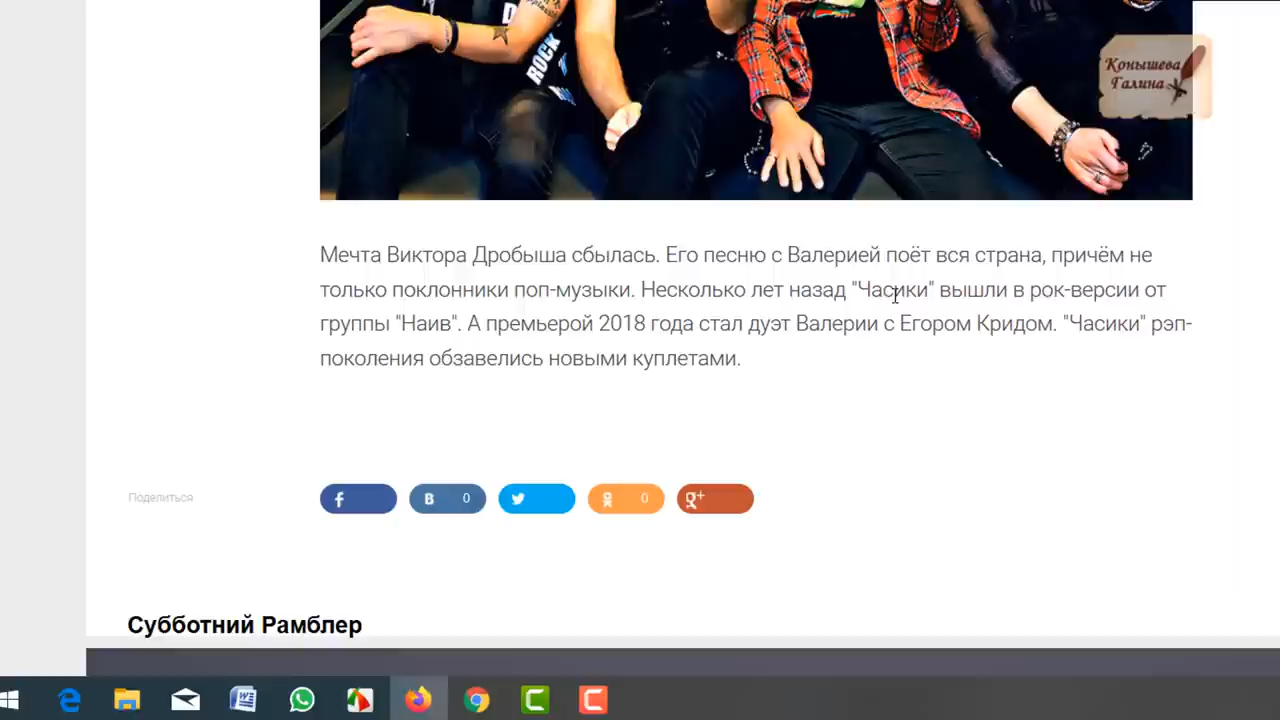 ROCK
Конышева
Галина
Мечта Виктора Дробыша сбылась. Его песню с Валерией поёт вся страна, причём не
только поклонники поп-музыки. Несколько лет назад "Часики" вышли в рок-версии от
группы "Наив". А премьерой 2018 года стал дуэт Валерии с Егором Кридом. "Часики" рэп-
поколения обзавелись новыми куплетами.
Поделиться
0
0
Субботний Рамблер